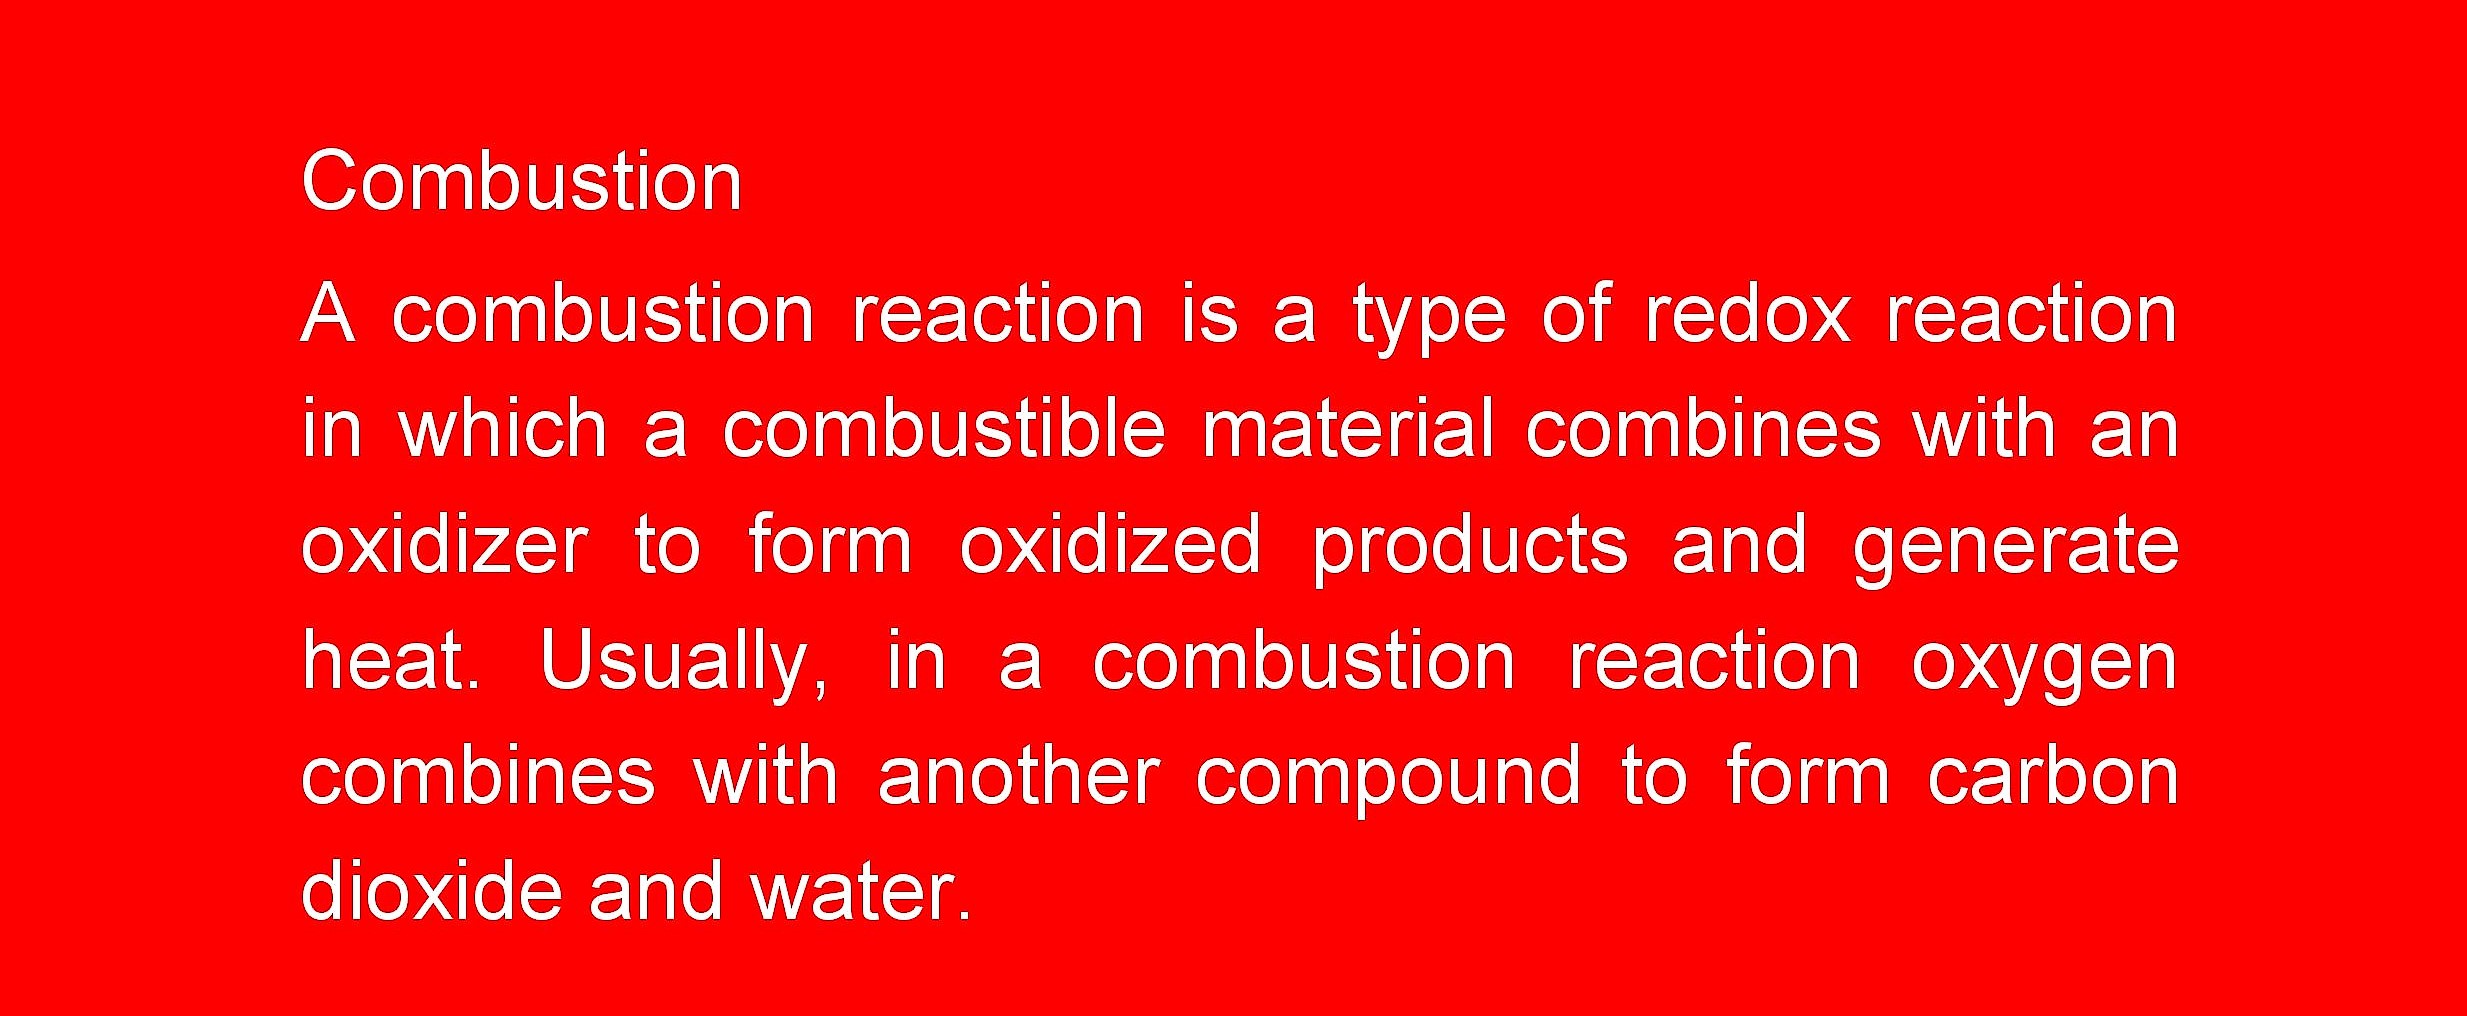 Combustion
A combustion reaction is a type of redox reaction
in which a combustible material combines with an
oxidizer to form oxidized products and generate
heat. Usually, in a combustion reaction oxygen
combines with another compound to form carbon
dioxide and water.